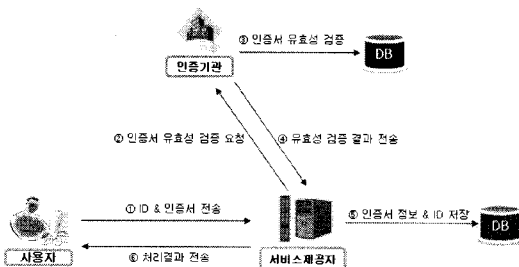 ③ 인증서 유효성 검증
DB
인증기관
② 인증서 유효성 검증 요청
④ 유효성 검증 결과 전송
① ID & 인증서 전송
⑤ 인증서 정보 & ID 저장
DB
사용자
⑥ 처리결과 전송
서비스제공자